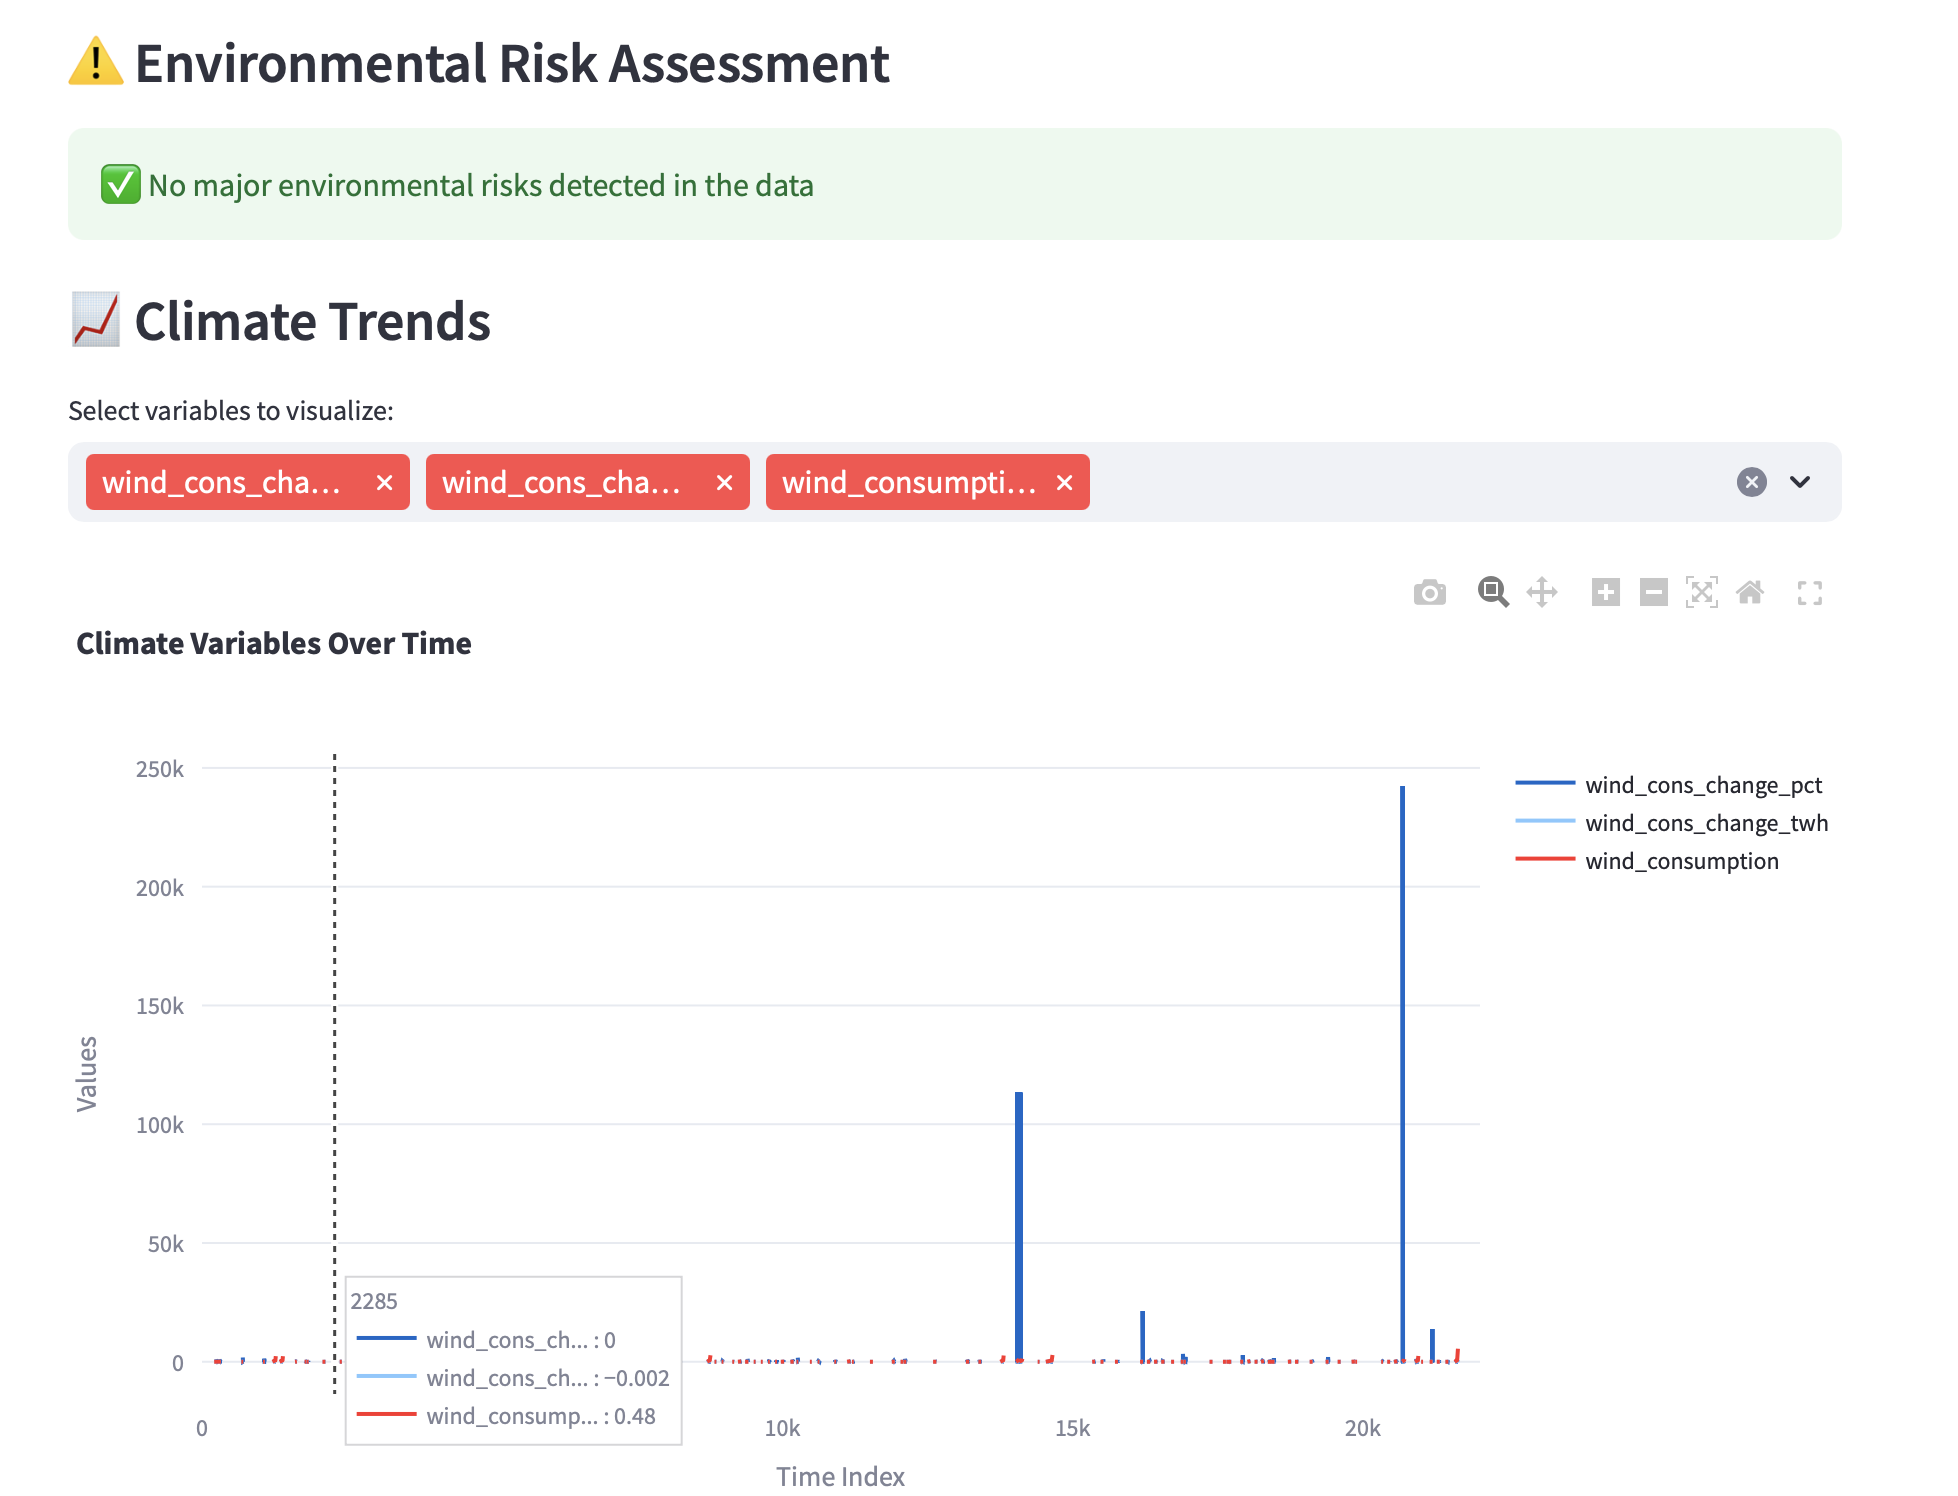 ⚠️ Environmental Risk Assessment
✅ No major environmental risks detected in the data
📈 Climate Trends
Select variables to visualize:
wind_cons_cha... × wind_cons_cha... × wind_consumpti... ×
Climate Variables Over Time
250k
200k
150k
100k
50k
0
Values
wind_cons_change_pct
wind_cons_change_twh
wind_consumption
2285
wind_cons_ch... : 0
wind_cons_ch... : −0.002
wind_consump... : 0.48
0 10k 15k 20k
Time Index